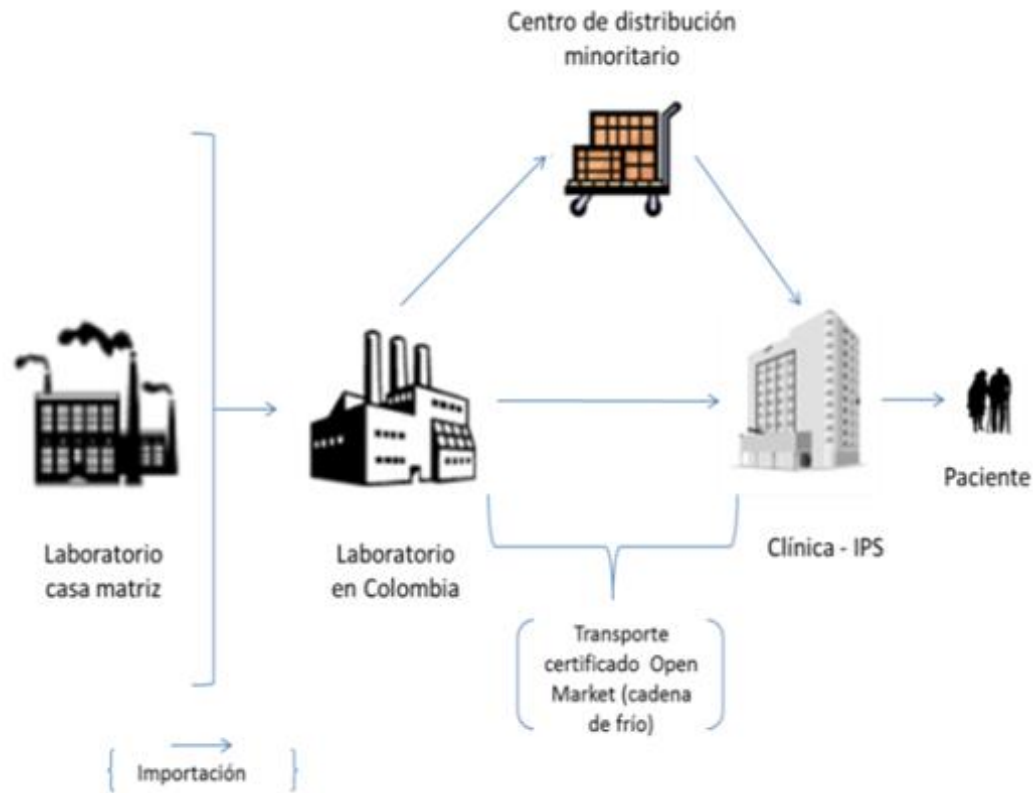 Centro de distribución
minoritario
Laboratorio
casa matriz
Laboratorio
en Colombia
Clínica - IPS
Paciente
Transporte
certificado Open
Market (cadena
de frío)
Importación